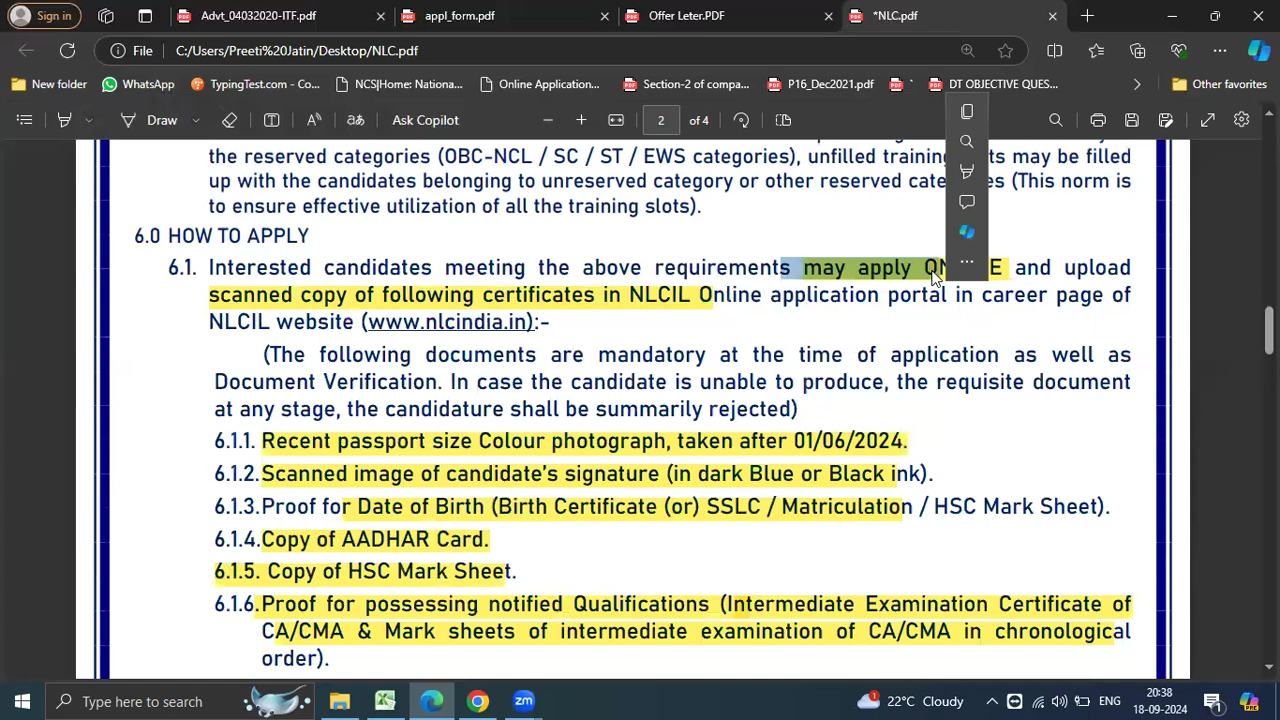 Sign in
Advt_04032020-ITF.pdf
appl_form.pdf
Offer Leter.PDF
*NLC.pdf
File
C:/Users/Preeti%20Jatin/Desktop/NLC.pdf
New folder
WhatsApp
TypingTest.com - Co...
NCS|Home: Nationa...
Online Application...
Section-2 of compa...
P16_Dec2021.pdf
DT OBJECTIVE QUES...
Other favorites
Draw
Ask Copilot
2 of 4
the reserved categories (OBC-NCL / SC / ST / EWS categories), unfilled training may be filled
up with the candidates belonging to unreserved category or other reserved (This norm is
to ensure effective utilization of all the training slots).
6.0 HOW TO APPLY
6.1. Interested candidates meeting the above requirements may apply and upload
scanned copy of following certificates in NLCIL Online application portal in career page of
NLCIL website (www.nlcindia.in):-
(The following documents are mandatory at the time of application as well as
Document Verification. In case the candidate is unable to produce, the requisite document
at any stage, the candidature shall be summarily rejected)
6.1.1. Recent passport size Colour photograph, taken after 01/06/2024.
6.1.2. Scanned image of candidate's signature (in dark Blue or Black ink).
6.1.3. Proof for Date of Birth (Birth Certificate (or) SSLC / Matriculation / HSC Mark Sheet).
6.1.4. Copy of AADHAR Card.
6.1.5. Copy of HSC Mark Sheet.
6.1.6. Proof for possessing notified Qualifications (Intermediate Examination Certificate of
CA/CMA & Mark sheets of intermediate examination of CA/CMA in chronological
order).
Type here to search
22°C Cloudy
ENG
20:38
18-09-2024